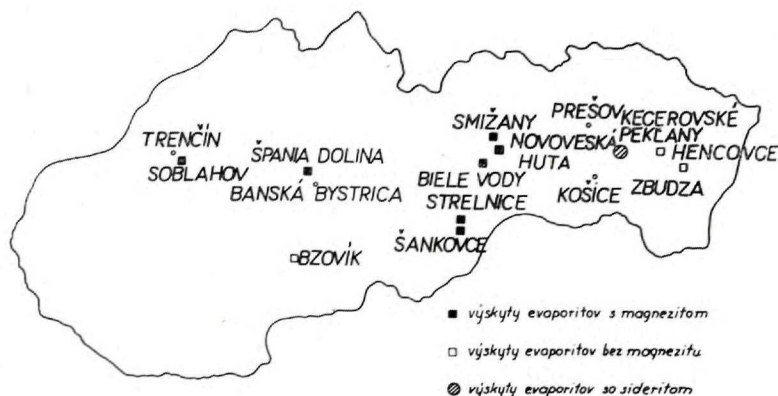 PREŠOV
KECEROVSKÉ
PEKĽANY
SMIŽANY
NOVOVESKÁ
HUTA
TRENČÍN
SOBLAHOV
ŠPANIA DOLINA
BANSKÁ BYSTRICA
HENCOVCE
BIELE VODY
STRELNICE
KOŠICE
ZBUDZA
ŠANKOVCE
BZOVÍK
výskyty evaporitov s magnezitom
výskyty evaporitov bez magnezitu
výskyty evaporitov so sideritom